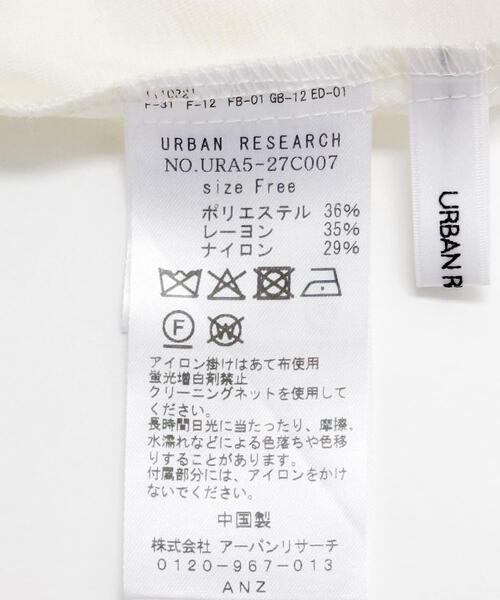 F-31 F-12 FB-01 GB-12 ED-01
URBAN RESEARCH
NO.URA5-27C007
size Free
ポリエステル 36%
レーヨン 35%
ナイロン 29%
F
W
アイロン掛けはあて布使用
蛍光増白剤禁止
クリーニングネットを使用して
ください。
長時間日光に当たったり、摩擦、
水濡れなどによる色落ちや色移
りすることがあります。
付属部分には、アイロンをかけ
ないでください。
中国製
株式会社 アーバンリサーチ
0120-967-013
ANZ
URBAN R